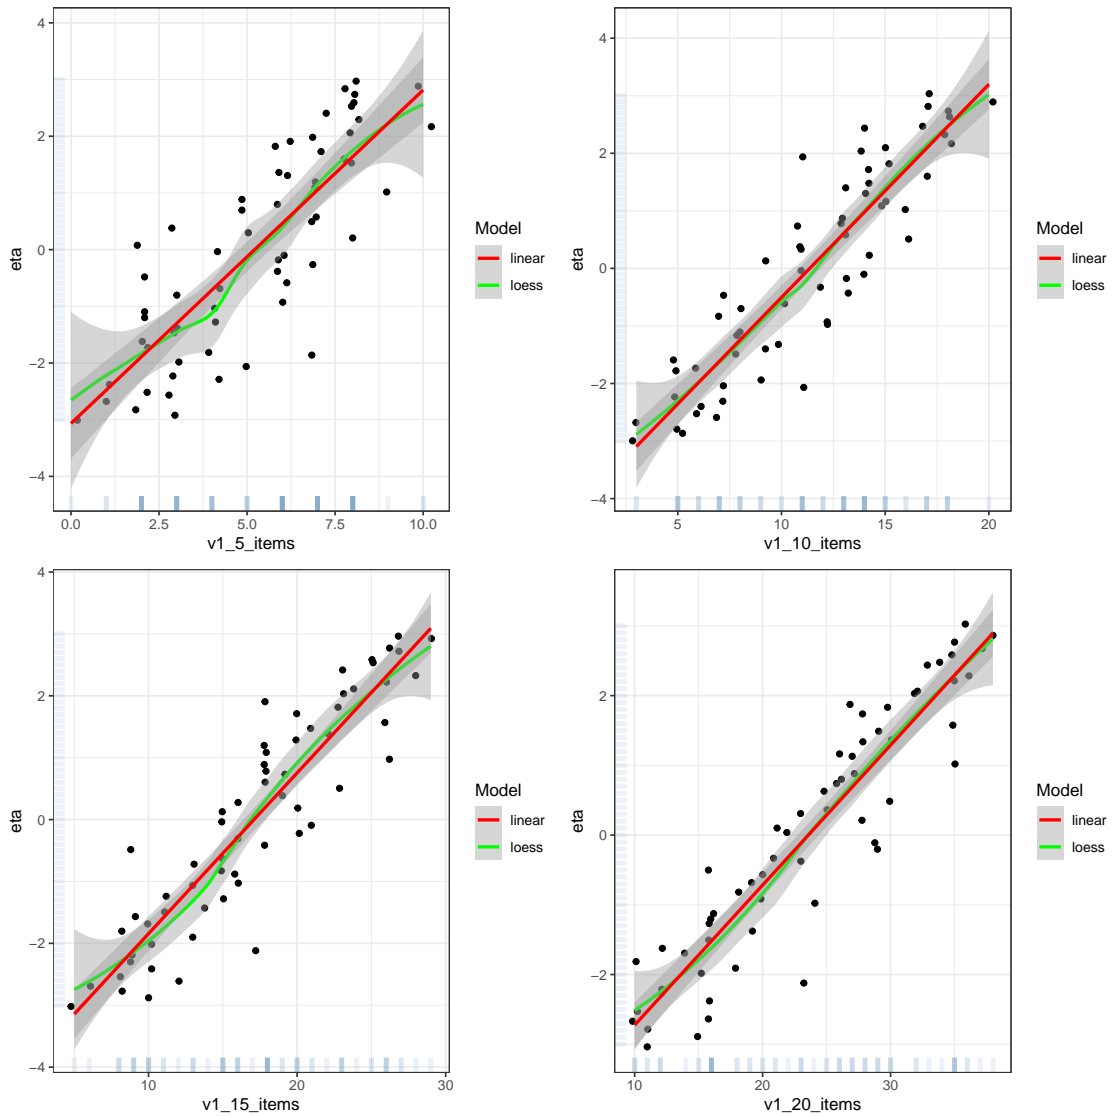 4
2
0
−2
−4
eta
0.0 2.5 5.0 7.5 10.0
v1_5_items
Model
linear
loess
4
2
0
−2
−4
eta
5 10 15 20
v1_10_items
Model
linear
loess
4
2
0
−2
−4
eta
10 20 30
v1_15_items
Model
linear
loess
2
0
−2
eta
10 20 30
v1_20_items
Model
linear
loess